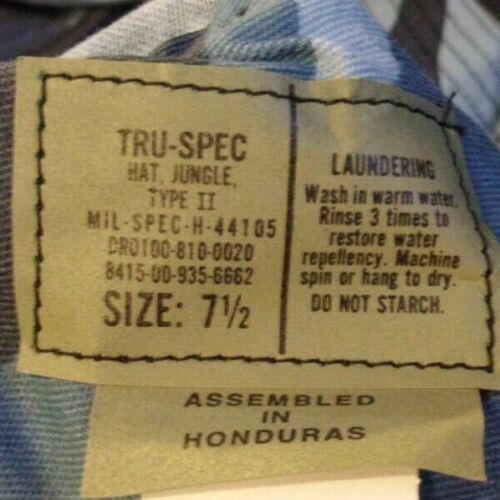 TRU-SPEC
HAT, JUNGLE,
TYPE II
MIL-SPEC-H-44105
DRO100-810-0020
8415-00-935-6662
SIZE: 7½
LAUNDERING
Wash in warm water.
Rinse 3 times to
restore water
repellency. Machine
spin or hang to dry.
DO NOT STARCH.
ASSEMBLED
IN
HONDURAS